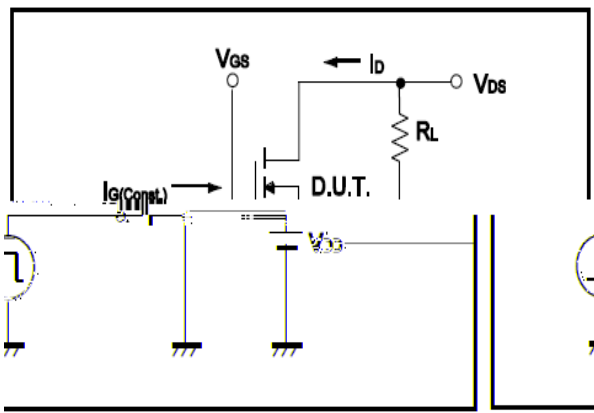 VGS
ID
VDS
RL
IG(Const.)
D.U.T.
VDD